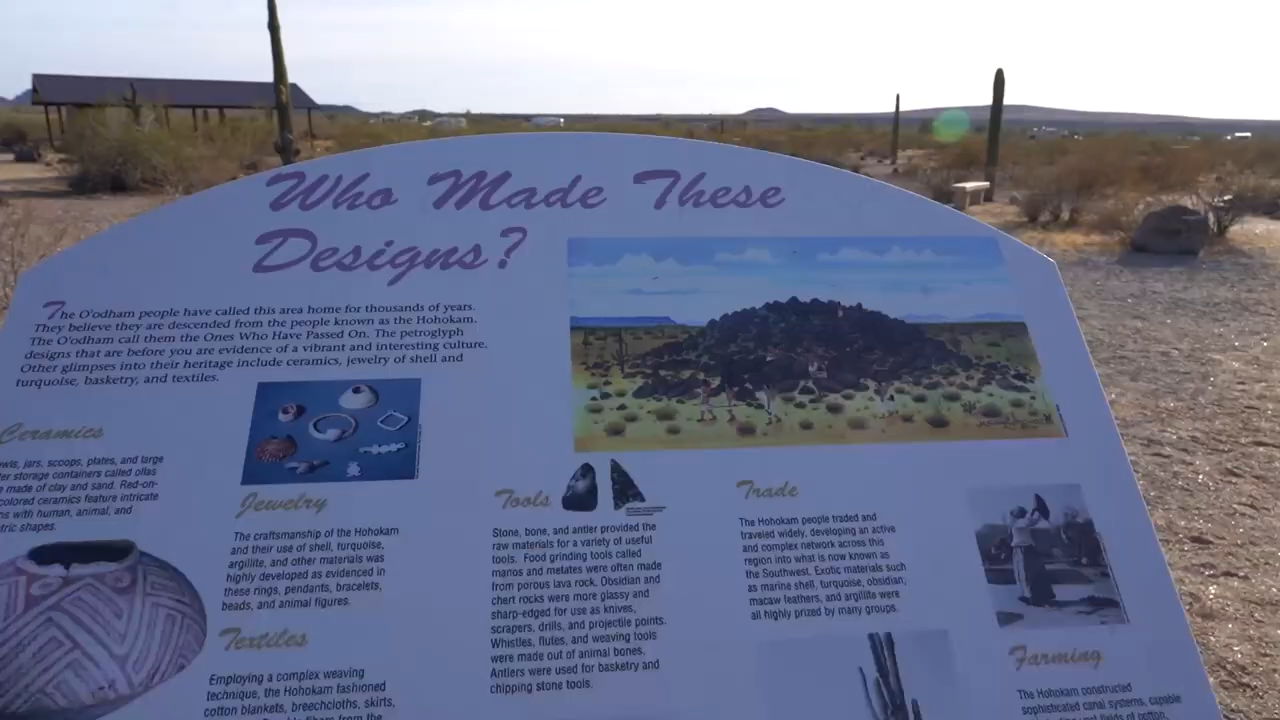 Who Made These
Designs?
The O'odham people have called this area home for thousands of years.
They believe they are descended from the people known as the Hohokam.
The O'odham call them the Ones Who Have Passed On. The petroglyph
designs that are before you are evidence of a vibrant and interesting culture.
Other glimpses into their heritage include ceramics, jewelry of shell and
turquoise, basketry, and textiles.
Ceramics
jars, scoops, plates, and large
storage containers called ollas
made of clay and sand. Red-on-
colored ceramics feature intricate
with human, animal, and
shapes.
Jewelry
The craftsmanship of the Hohokam
and their use of shell, turquoise,
argillite, and other materials was
highly developed as evidenced in
these rings, pendants, bracelets,
beads, and animal figures.
Textiles
Employing a complex weaving
technique, the Hohokam fashioned
cotton blankets, breechcloths, skirts,
from the
Tools
Stone, bone, and antler provided the
raw materials for a variety of useful
tools. Food grinding tools called
manos and metates were often made
from porous lava rock. Obsidian and
chert rocks were more glassy and
sharp-edged for use as knives,
scrapers, drills, and projectile points.
Whistles, flutes, and weaving tools
were made out of animal bones.
Antlers were used for basketry and
chipping stone tools.
Trade
The Hohokam people traded and
traveled widely, developing an active
and complex network across this
region into what is now known as
the Southwest. Exotic materials such
as marine shell, turquoise, obsidian,
macaw feathers, and argillite were
all highly prized by many groups.
Farming
The Hohokam constructed
sophisticated canal systems, capable
fields of cotton,